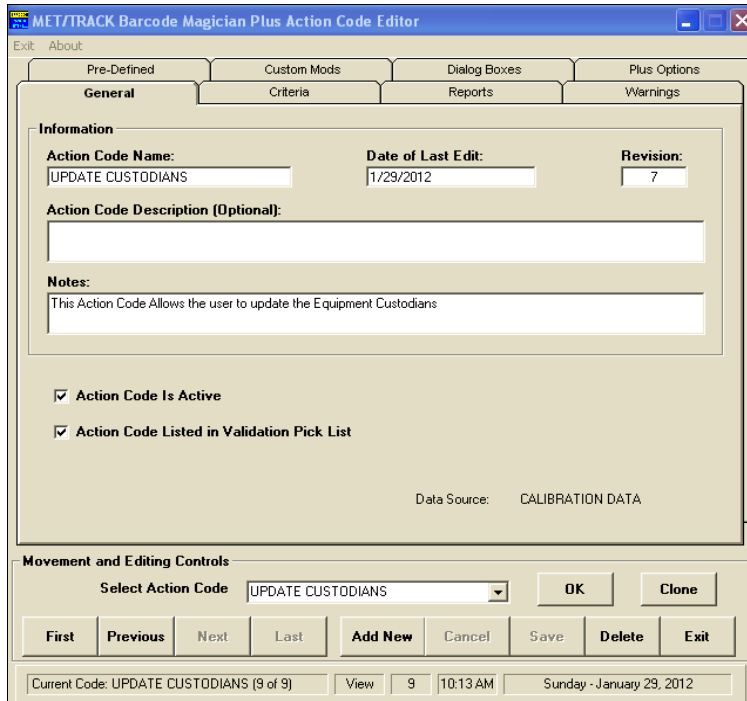 MET/TRACK Barcode Magician Plus Action Code Editor
Exit About
Pre-Defined Custom Mods Dialog Boxes Plus Options
General Criteria Reports Warnings
Information
Action Code Name: Date of Last Edit: Revision:
UPDATE CUSTODIANS 1/29/2012 7
Action Code Description (Optional):
Notes:
This Action Code Allows the user to update the Equipment Custodians
Action Code Is Active
Action Code Listed in Validation Pick List
Data Source: CALIBRATION DATA
Movement and Editing Controls
Select Action Code UPDATE CUSTODIANS OK Clone
First Previous Next Last Add New Cancel Save Delete Exit
Current Code: UPDATE CUSTODIANS (9 of 9) View 9 10:13 AM Sunday - January 29, 2012